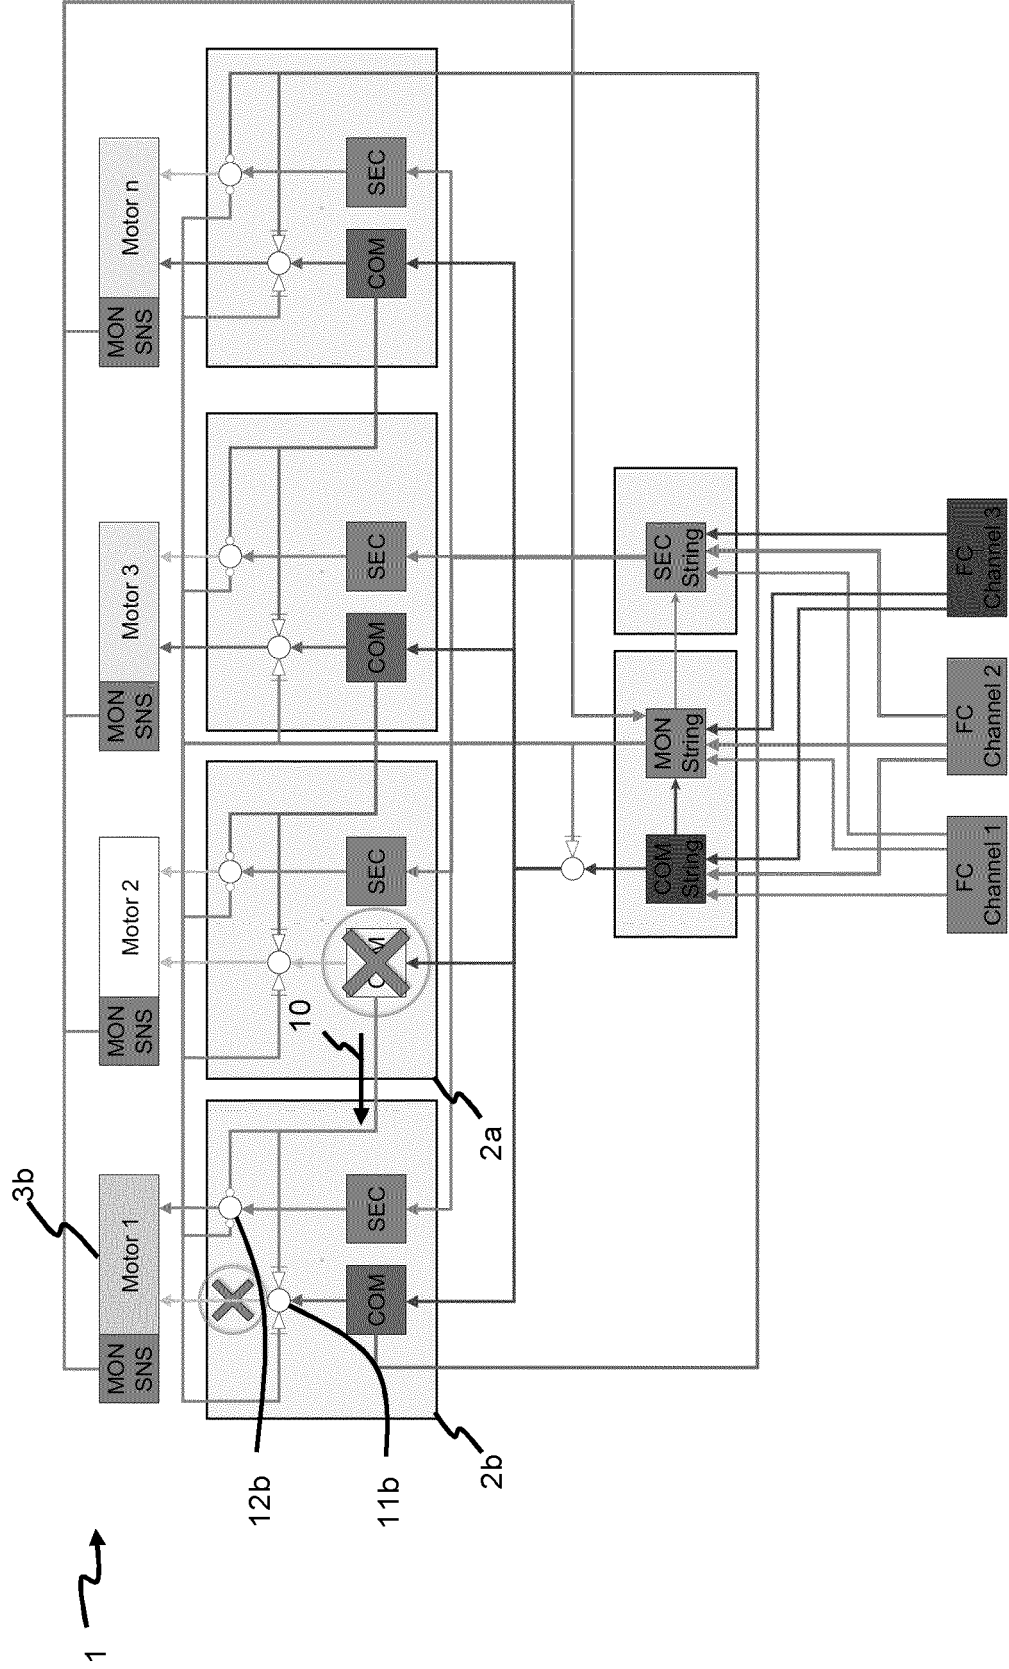 1
3b
MON
SNS
Motor 1
MON
SNS
Motor 2
MON
SNS
Motor 3
MON
SNS
Motor n
12b
11b
2b
COM
SEC
10
2a
SEC
COM
SEC
COM
SEC
COM
String
MON
String
SEC
String
FC
Channel 1
FC
Channel 2
FC
Channel 3